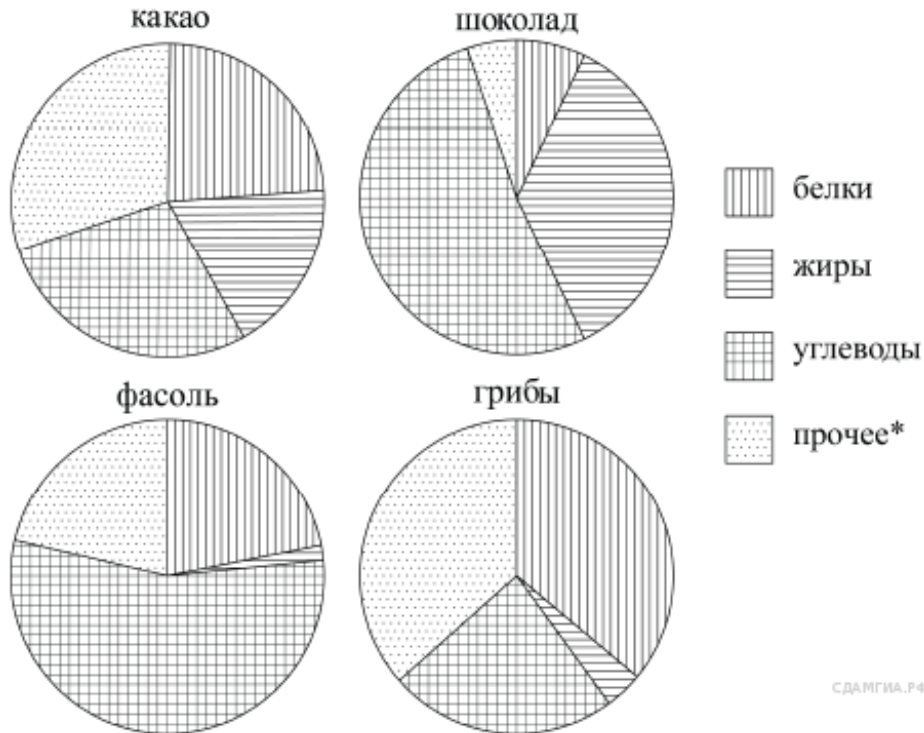 какао
шоколад
белки
жиры
углеводы
прочее*
фасоль
грибы
СДАМГИА.РФ